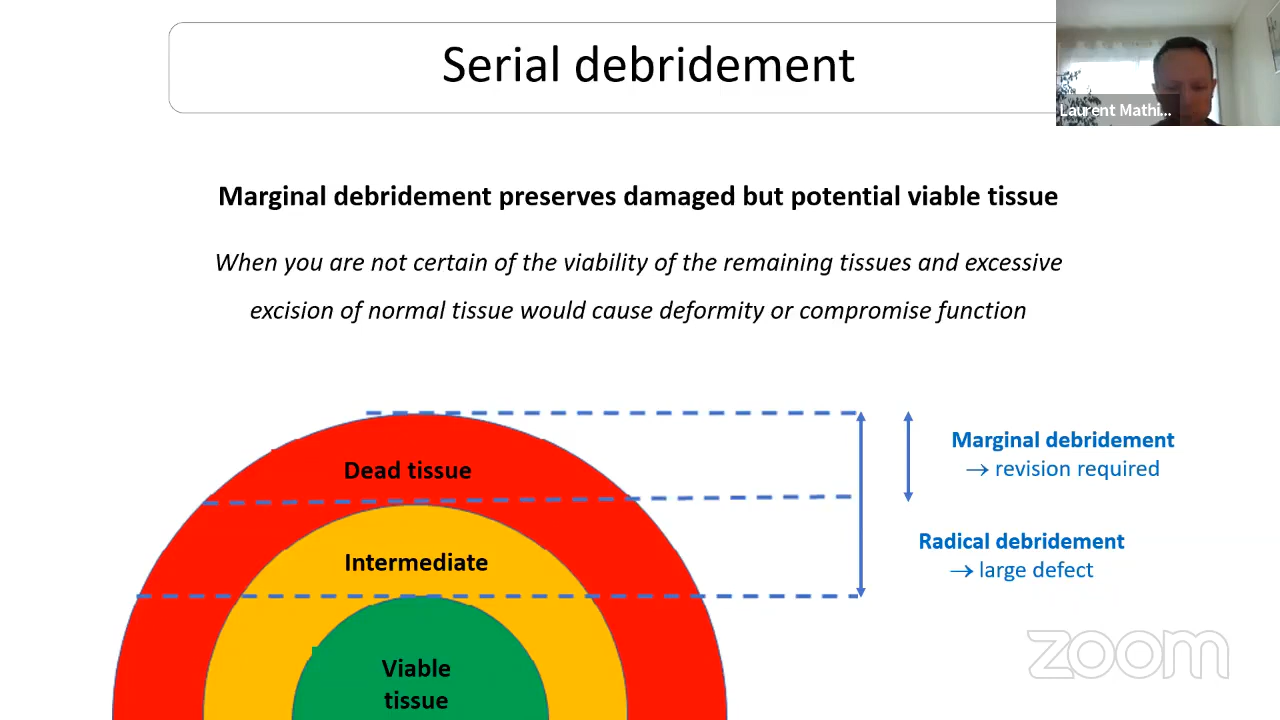 Serial debridement
Laurent Mathi...
Marginal debridement preserves damaged but potential viable tissue
When you are not certain of the viability of the remaining tissues and excessive
excision of normal tissue would cause deformity or compromise function
Dead tissue
Marginal debridement
→ revision required
Intermediate
Radical debridement
→ large defect
Viable
tissue
zoom